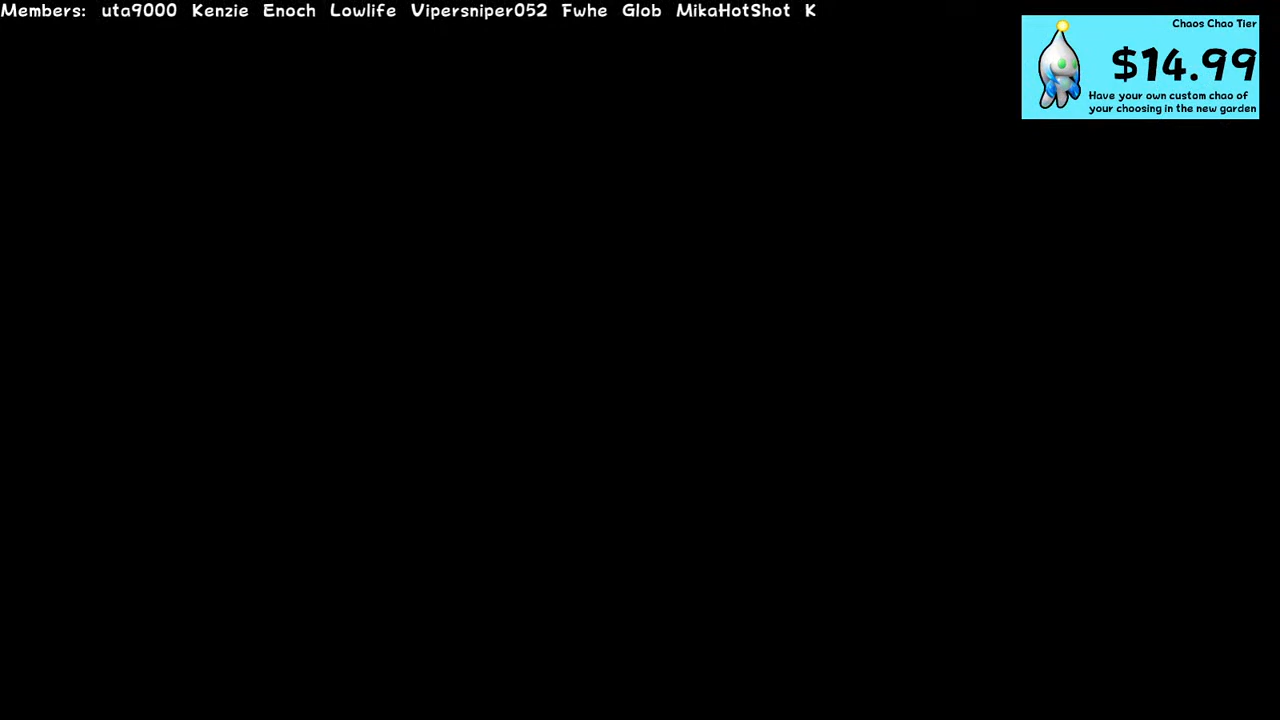 Members: uta9000 Kenzie Enoch Lowlife Vipersniper052 Fwhe Glob MikaHotShot K
Chaos Chao Tier
$14.99
Have your own custom chao of
your choosing in the new garden